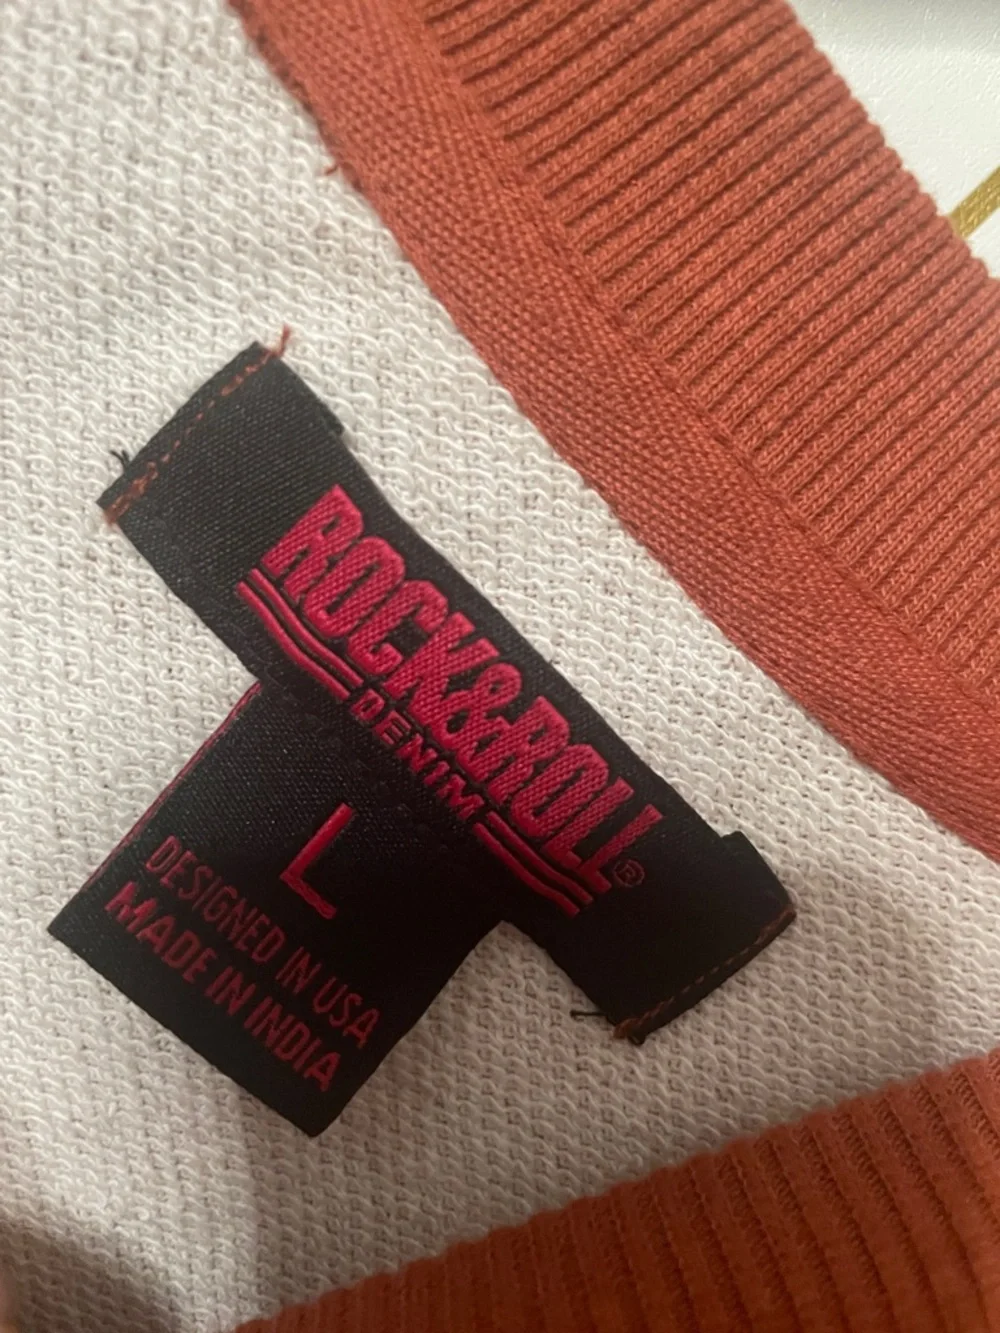 ROCK&ROLL®
DENIM
L
DESIGNED IN USA
MADE IN INDIA